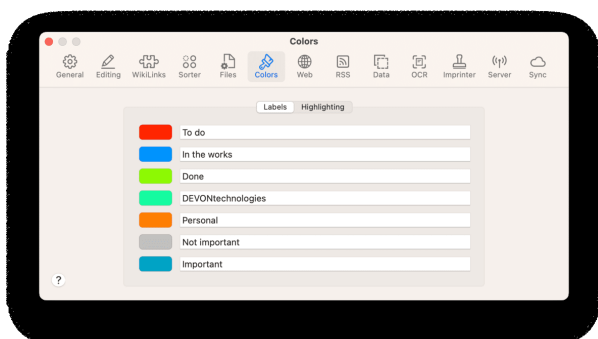 Colors
General Editing WikiLinks Sorter Files Colors Web RSS Data OCR Imprinter Server Sync
Labels Highlighting
To do
In the works
Done
DEVONtechnologies
Personal
Not important
Important
?